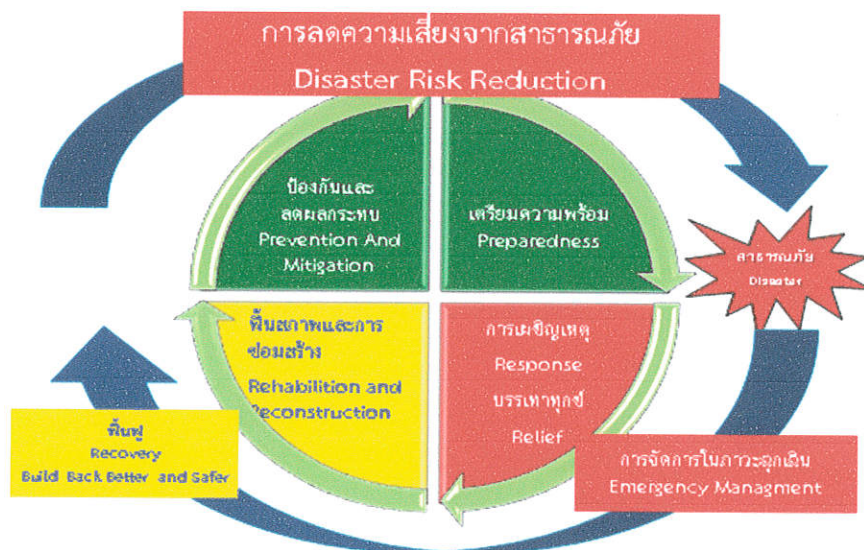 การลดความเสี่ยงจากสาธารณภัย
Disaster Risk Reduction
ป้องกันและ
ลดผลกระทบ
Prevention And
Mitigation
เตรียมความพร้อม
Preparedness
สาธารณภัย
Disaster
ฟื้นสภาพและการ
ซ่อมสร้าง
Rehabilition and
Reconstruction
การเผชิญเหตุ
Response
บรรเทาทุกข์
Relief
ฟื้นฟู
Recovery
Build Back Better and Safer
การจัดการในภาวะฉุกเฉิน
Emergency Managment